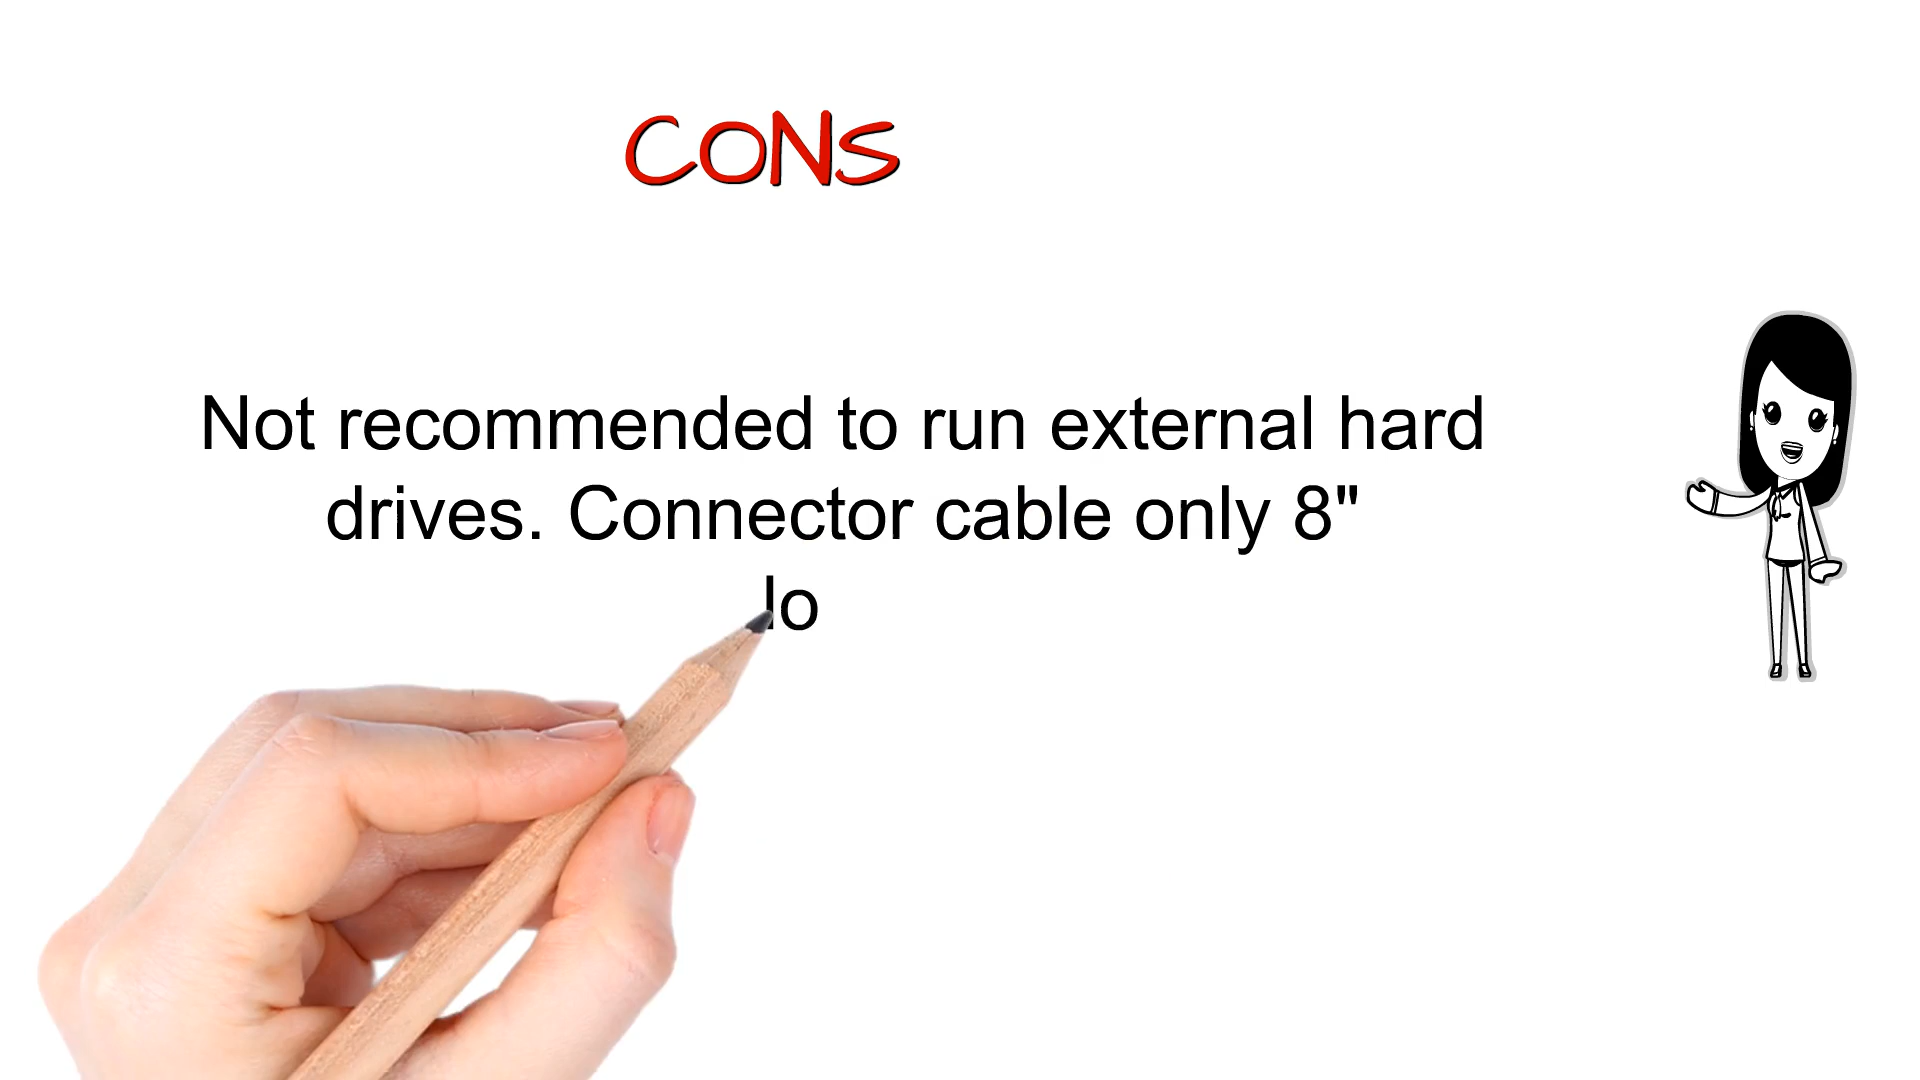 CONS
Not recommended to run external hard
drives. Connector cable only 8"
lo